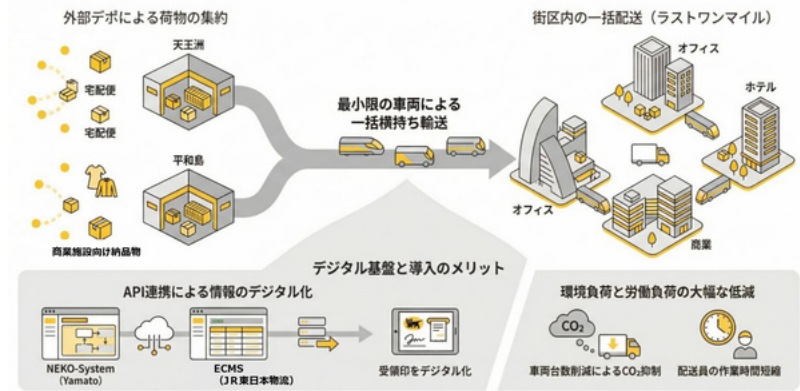 外部デポによる荷物の集約
街区内の一括配送（ラストワンマイル）
天王洲
宅配便
宅配便
平和島
商業施設向け納品物
最小限の車両による
一括横持ち輸送
オフィス
ホテル
オフィス
商業
デジタル基盤と導入のメリット
API連携による情報のデジタル化
NEKO-System
(Yamato)
ECMS
（JR東日本物流）
受領印をデジタル化
環境負荷と労働負荷の大幅な低減
CO₂
車両台数削減によるCO₂抑制
配送員の作業時間短縮